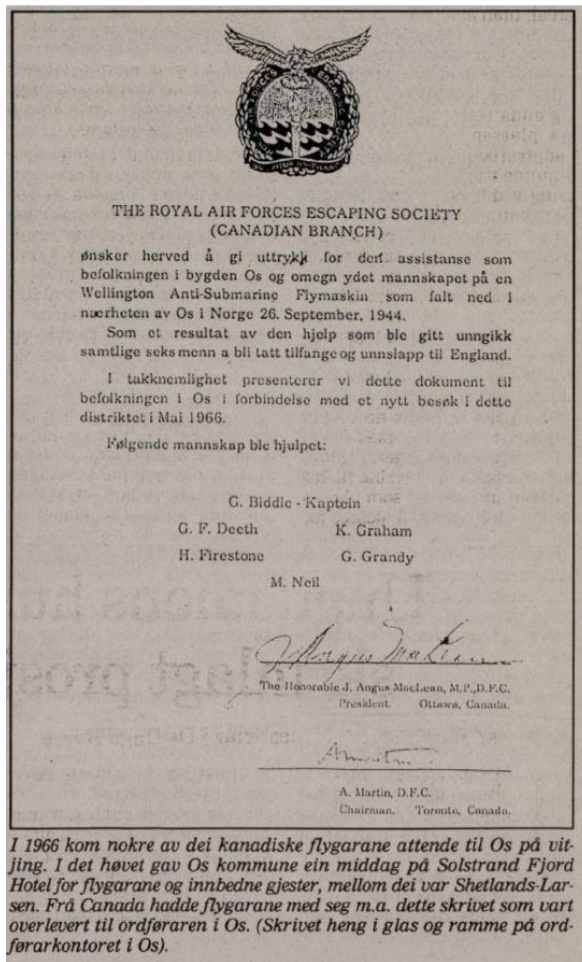 THE ROYAL AIR FORCES ESCAPING SOCIETY
(CANADIAN BRANCH)
ønsker herved å gi uttrykk for den assistanse som
befolkningen i bygden Os og omegn ydet mannskapet på en
Wellington Anti-Submarine Flymaskin som falt ned i
nærheten av Os i Norge 26. September, 1944.
Som et resultat av den hjelp som ble gitt unngikk
samtlige seks menn a bli tatt tilfange og unnslapp til England.
I takknemlighet presenterer vi dette dokument til
befolkningen i Os i forbindelse med et nytt besøk i dette
distriktet i Mai 1966.
Følgende mannskap ble hjulpet:
G. Biddle - Kaptein
G. F. Deeth K. Graham
H. Firestone G. Grandy
M. Neil
J Angus MacLean
The Honorable J. Angus MacLean, M.P., D.F.C.
President. Ottawa, Canada.
A. Martin, D.F.C.
Chairman. Toronto, Canada.
I 1966 kom nokre av dei kanadiske flygarane attende til Os på vit-
jing. I det høvet gav Os kommune ein middag på Solstrand Fjord
Hotel for flygarane og innbedne gjester, mellom dei var Shetlands-Lar-
sen. Frå Canada hadde flygarane med seg m.a. dette skrivet som vart
overlevert til ordføraren i Os. (Skrivet heng i glas og ramme på ord-
førarkontoret i Os).